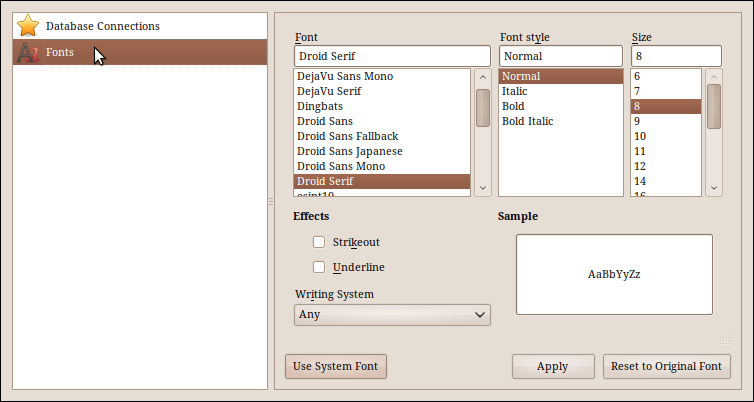 Database Connections
Fonts
Font
Font style
Size
Droid Serif
Normal
8
DejaVu Sans Mono
DejaVu Serif
Dingbats
Droid Sans
Droid Sans Fallback
Droid Sans Japanese
Droid Sans Mono
Droid Serif
esint10
Normal
Italic
Bold
Bold Italic
6
7
8
9
10
11
12
14
16
Effects
Strikeout
Underline
Writing System
Any
Sample
AaBbYyZz
Use System Font
Apply
Reset to Original Font